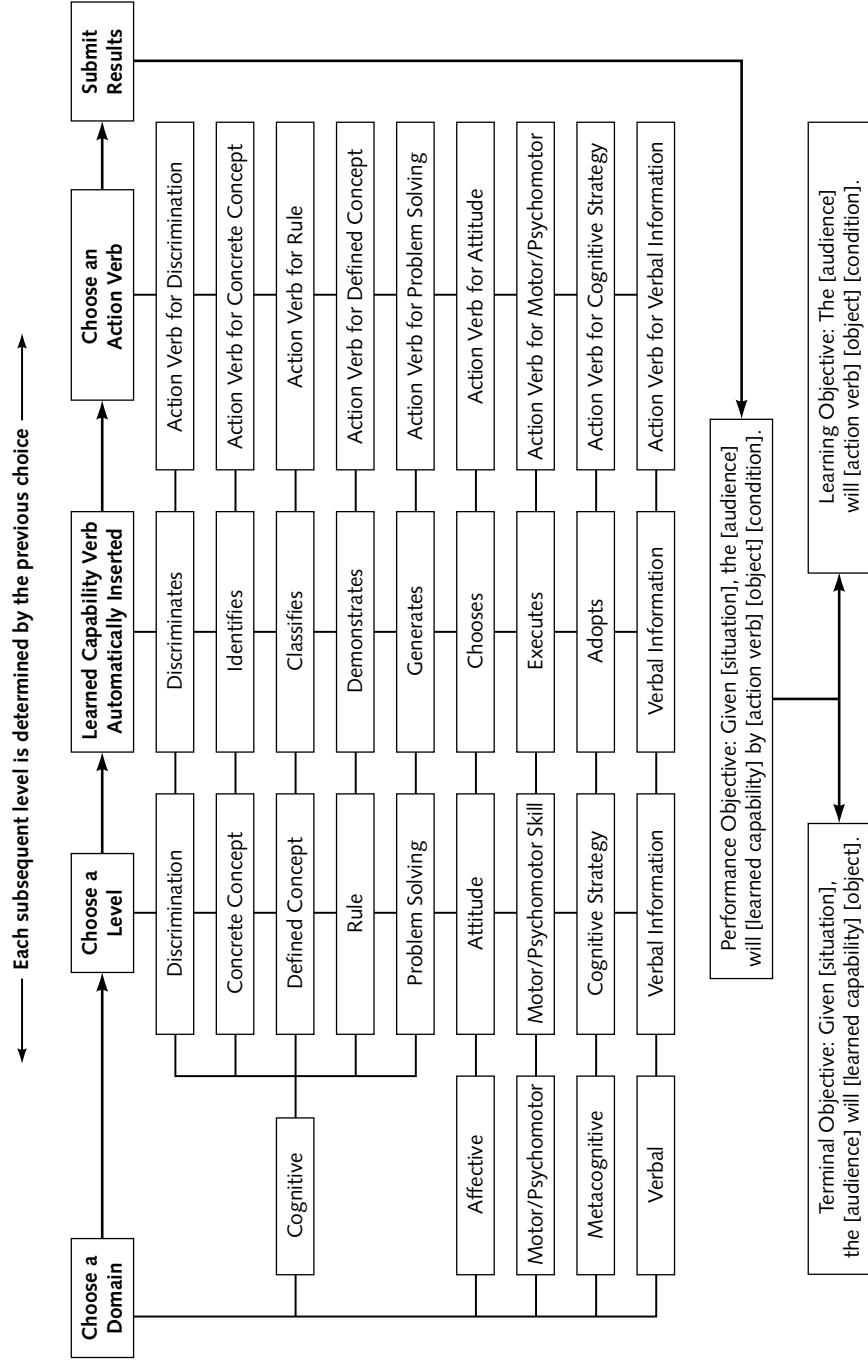 Each subsequent level is determined by the previous choice
Choose a
Domain
Choose a
Level
Learned Capability Verb
Automatically Inserted
Choose an
Action Verb
Submit
Results
Cognitive
Discrimination
Discriminates
Action Verb for Discrimination
Concrete Concept
Identifies
Action Verb for Concrete Concept
Defined Concept
Classifies
Action Verb for Rule
Rule
Demonstrates
Action Verb for Defined Concept
Problem Solving
Generates
Action Verb for Problem Solving
Affective
Attitude
Chooses
Action Verb for Attitude
Motor/Psychomotor
Motor/Psychomotor Skill
Executes
Action Verb for Motor/Psychomotor
Metacognitive
Cognitive Strategy
Adopts
Action Verb for Cognitive Strategy
Verbal
Verbal Information
Verbal Information
Action Verb for Verbal Information
Performance Objective: Given [situation], the [audience]
will [learned capability] by [action verb] [object] [condition].
Terminal Objective: Given [situation],
the [audience] will [learned capability] [object].
Learning Objective: The [audience]
will [action verb] [object] [condition].